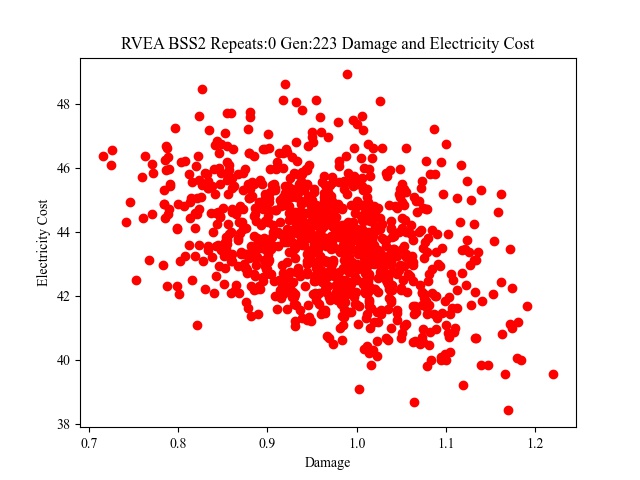 RVEA BSS2 Repeats:0 Gen:223 Damage and Electricity Cost
48
46
44
42
40
38
Electricity Cost
0.7 0.8 0.9 1.0 1.1 1.2
Damage